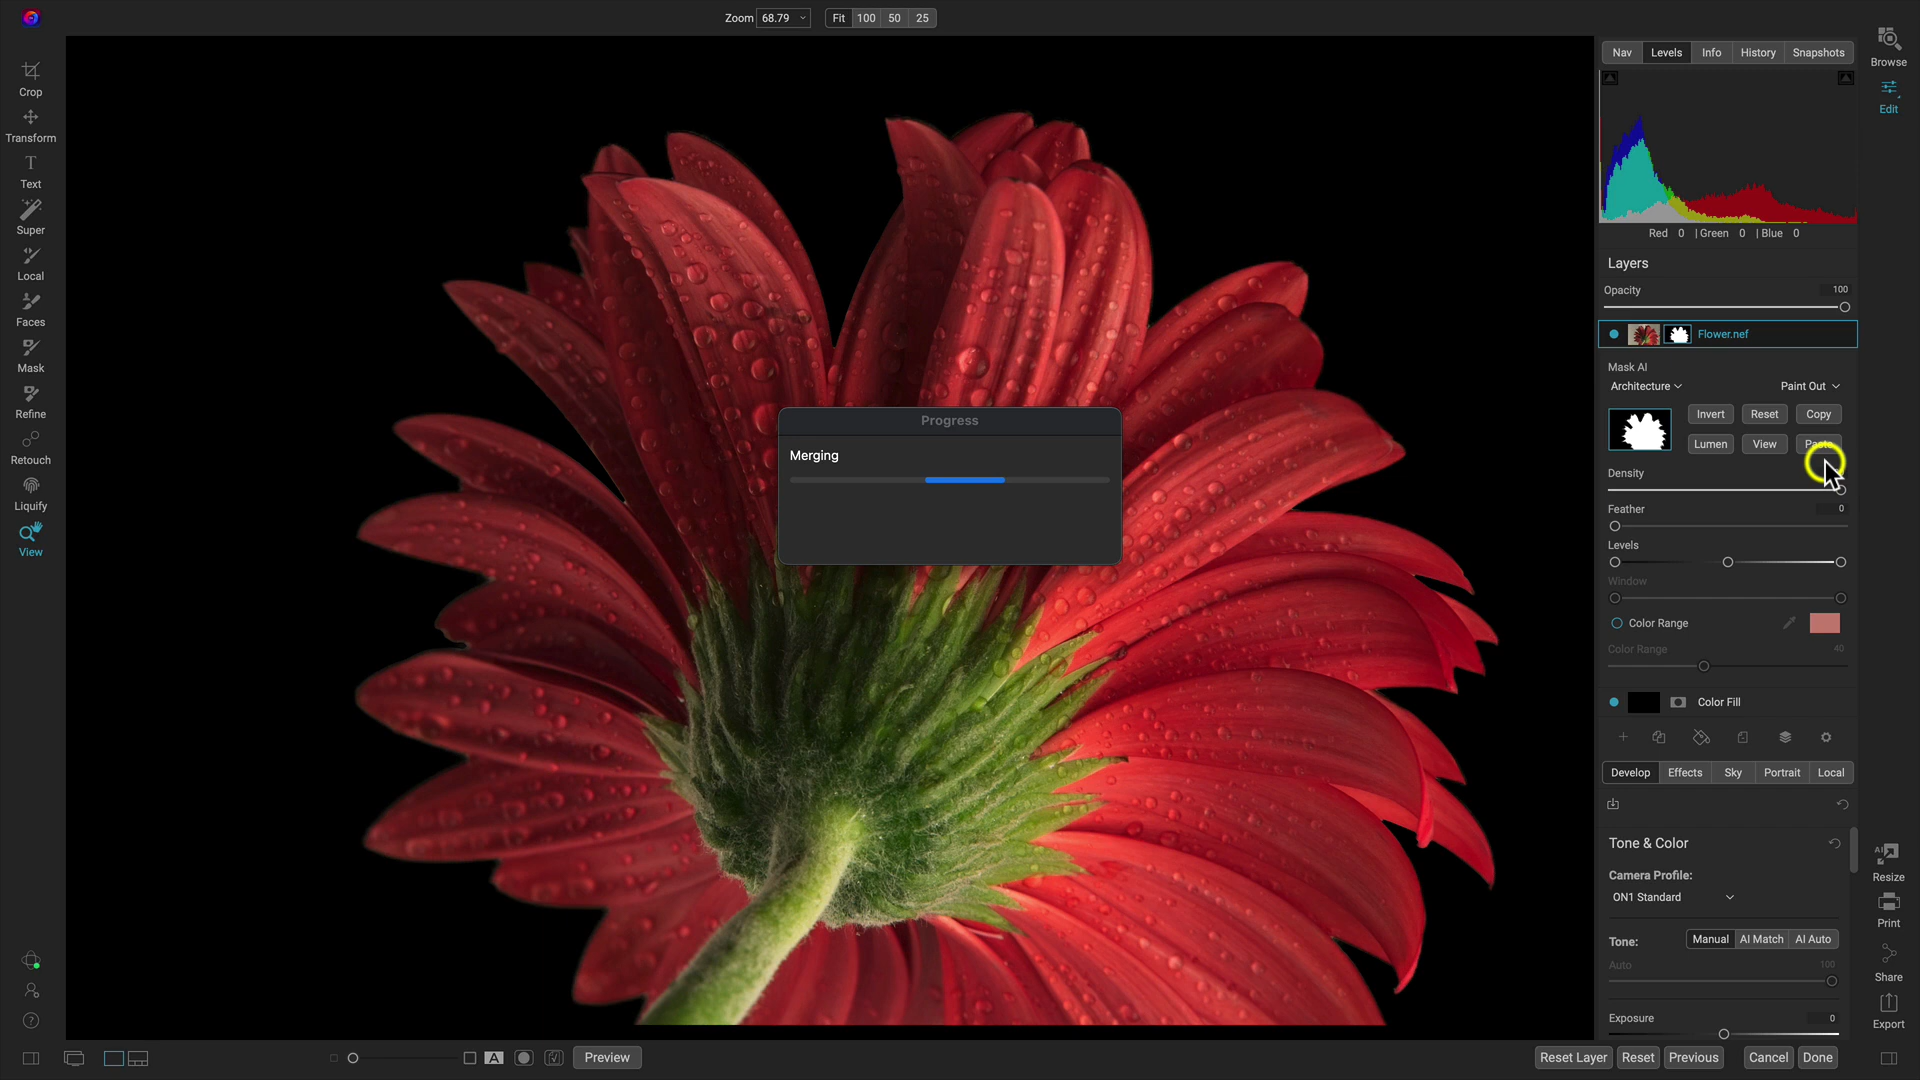 Zoom 68.79 Fit 100 50 25
Crop
Transform
Text
Super
Local
Faces
Mask
Refine
Retouch
Liquify
View
Progress
Merging
Nav Levels Info History Snapshots
Red 0 | Green 0 | Blue 0
Layers
Opacity 100
Flower.nef
Mask AI
Architecture Paint Out
Invert Reset Copy
Lumen View Paste
Density
Feather 0
Levels
Window
Color Range
Color Range 40
Color Fill
Develop Effects Sky Portrait Local
Tone & Color
Camera Profile:
ON1 Standard
Tone: Manual AI Match AI Auto
Auto 100
Exposure 0
Browse
Edit
AI
Resize
Print
Share
Export
A Preview
Reset Layer Reset Previous Cancel Done